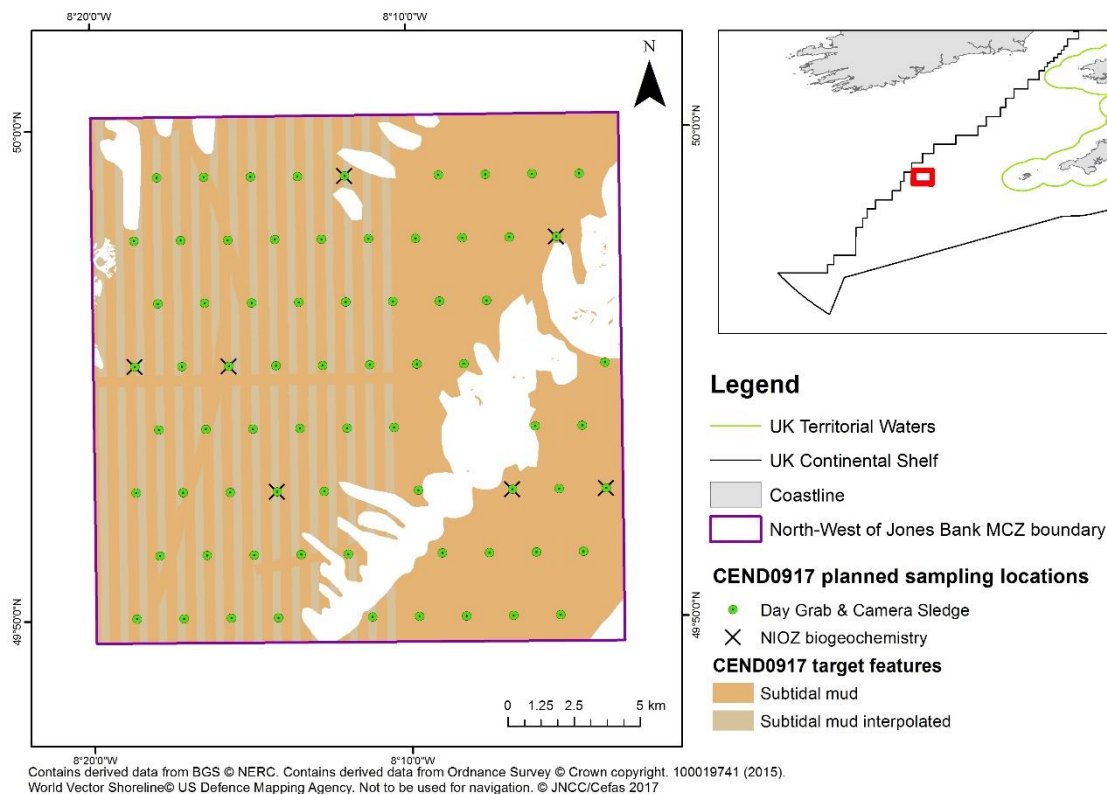 8°20'0"W
8°10'0"W
N
50°0'0"N
50°0'0"N
49°50'0"N
49°50'0"N
0 1.25 2.5 5 km
8°20'0"W
8°10'0"W
Legend
UK Territorial Waters
UK Continental Shelf
Coastline
North-West of Jones Bank MCZ boundary
CEND0917 planned sampling locations
Day Grab & Camera Sledge
NIOZ biogeochemistry
CEND0917 target features
Subtidal mud
Subtidal mud interpolated
Contains derived data from BGS © NERC. Contains derived data from Ordnance Survey © Crown copyright. 100019741 (2015).
World Vector Shoreline© US Defence Mapping Agency. Not to be used for navigation. © JNCC/Cefas 2017